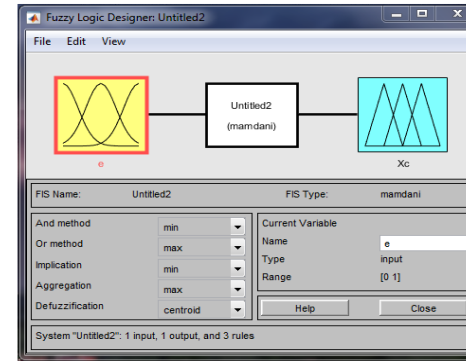 Fuzzy Logic Designer: Untitled2
File Edit View
Untitled2
(mamdani)
e
Xc
FIS Name: Untitled2 FIS Type: mamdani
And method min
Or method max
Implication min
Aggregation max
Defuzzification centroid
Current Variable
Name e
Type input
Range [0 1]
Help Close
System "Untitled2": 1 input, 1 output, and 3 rules